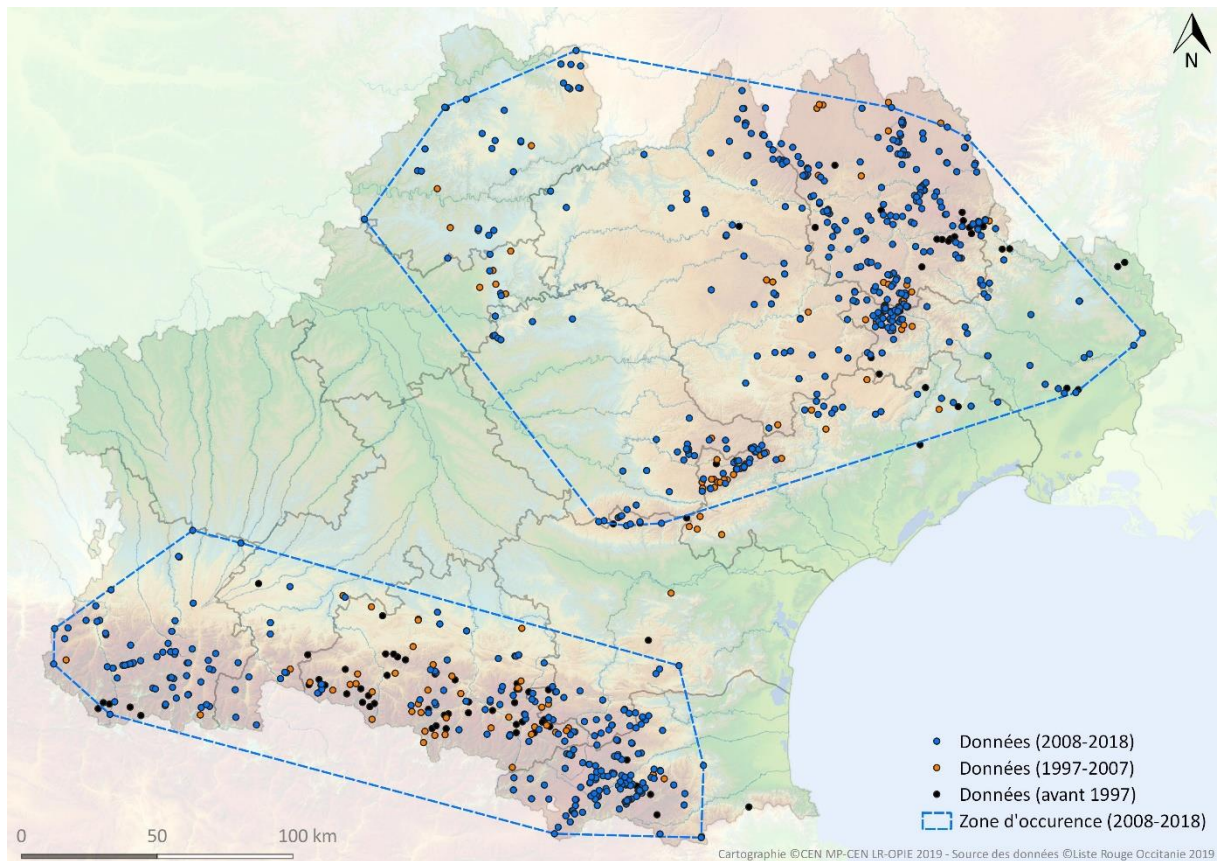 N
Données (2008-2018)
Données (1997-2007)
Données (avant 1997)
Zone d'occurence (2008-2018)
0 50 100 km
Cartographie ©CEN MP-CEN LR-OPIE 2019 - Source des données ©Liste Rouge Occitanie 2019